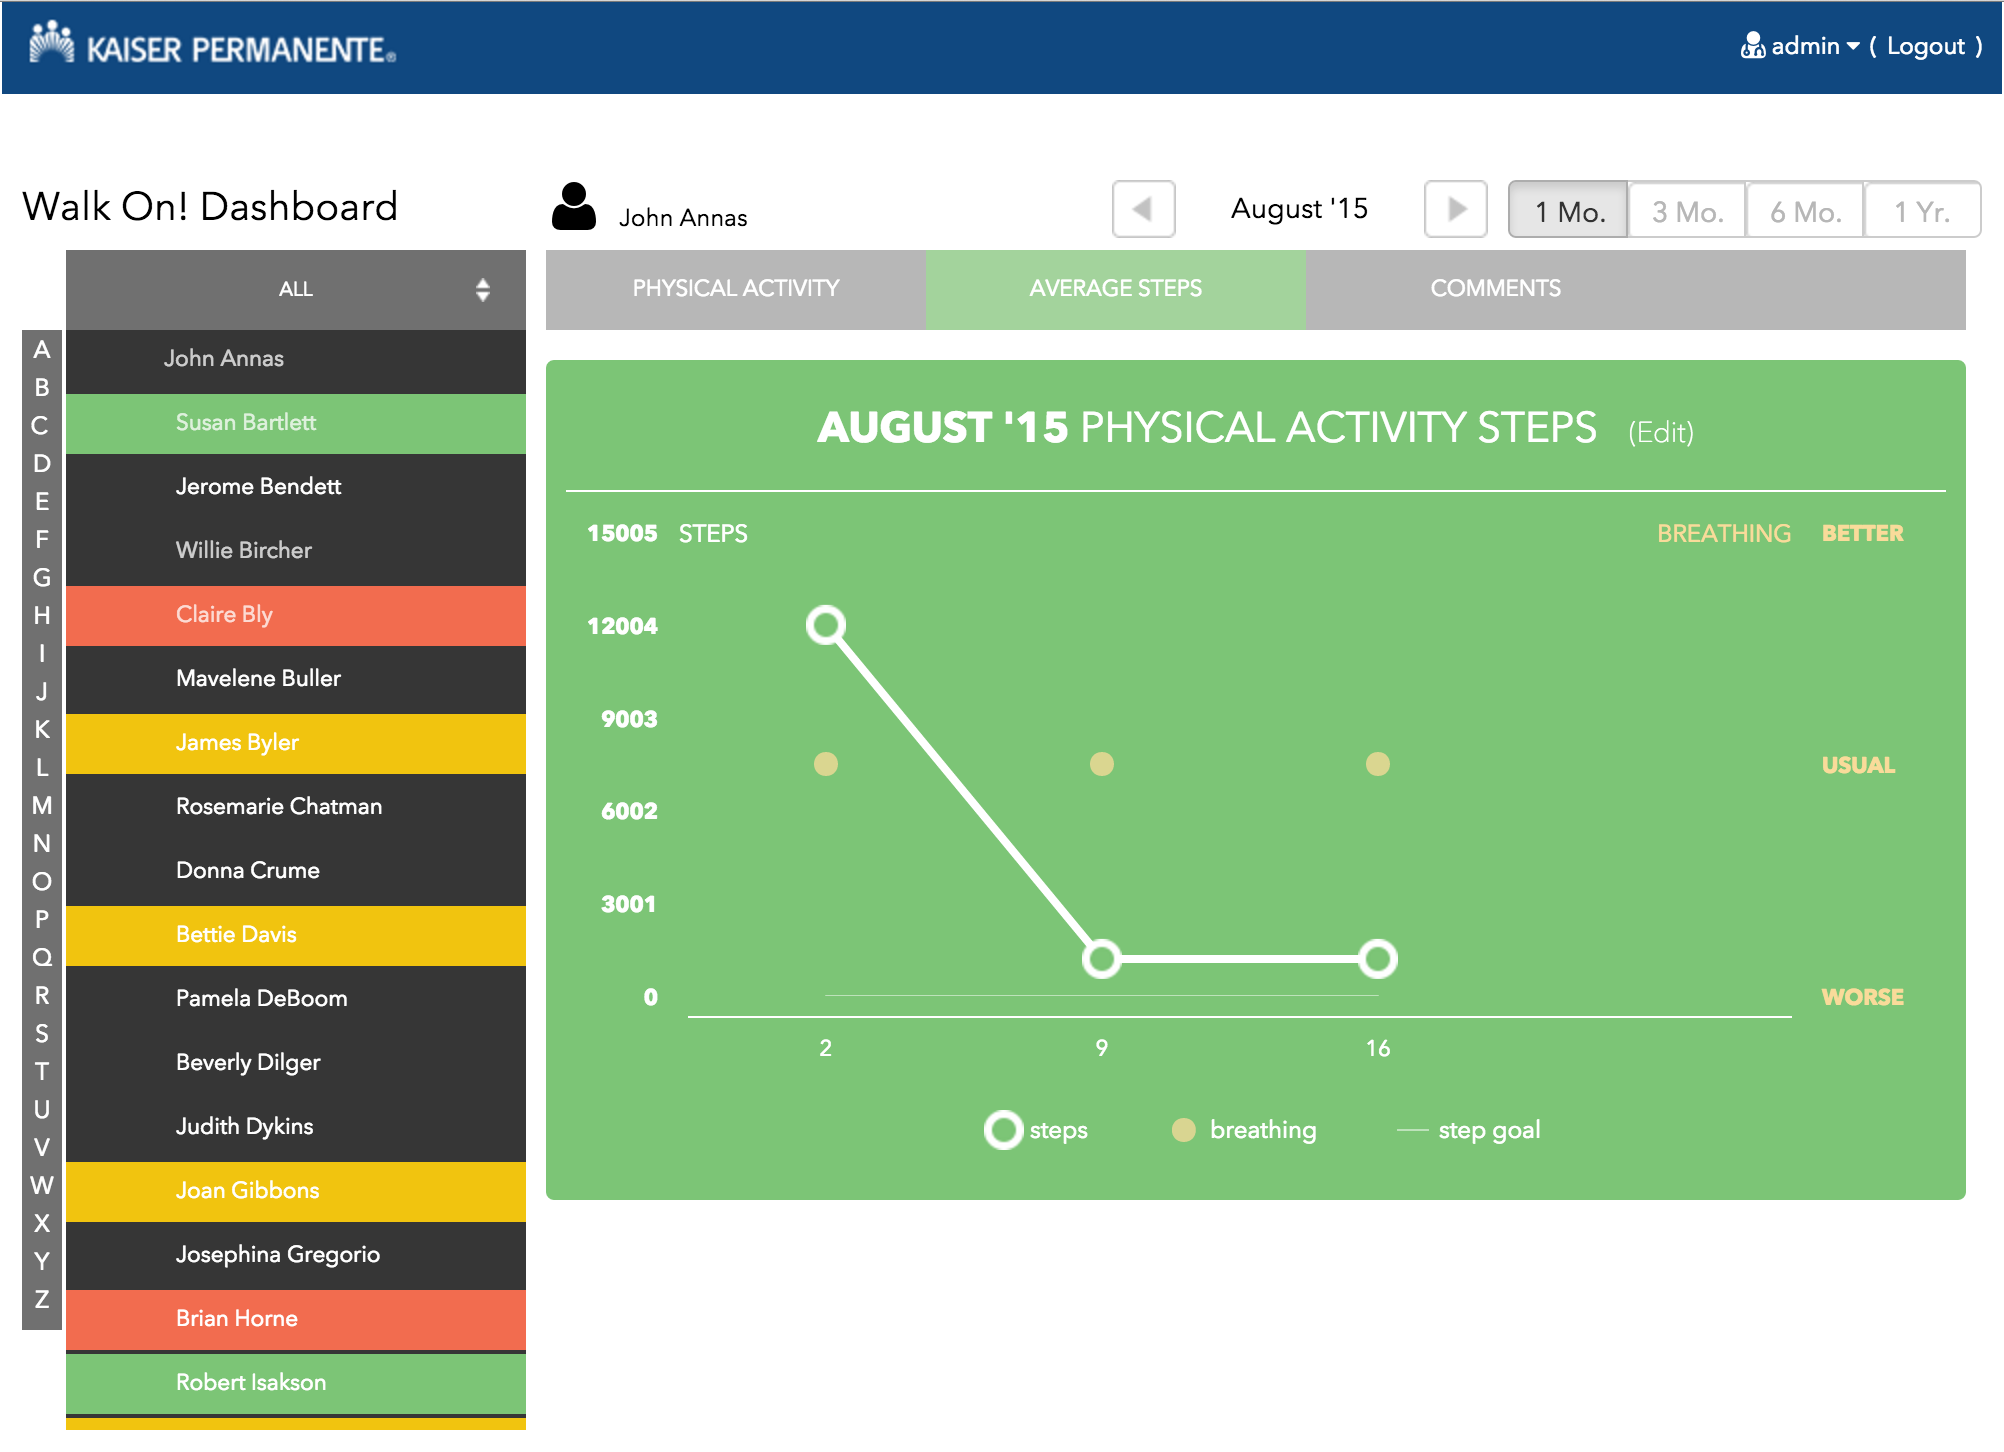 KAISER PERMANENTE®
admin ( Logout )
Walk On! Dashboard
John Annas
August '15
1 Mo.
3 Mo.
6 Mo.
1 Yr.
ALL
PHYSICAL ACTIVITY
AVERAGE STEPS
COMMENTS
A
B
C
D
E
F
G
H
I
J
K
L
M
N
O
P
Q
R
S
T
U
V
W
X
Y
Z
John Annas
Susan Bartlett
Jerome Bendett
Willie Bircher
Claire Bly
Mavelene Buller
James Byler
Rosemarie Chatman
Donna Crume
Bettie Davis
Pamela DeBoom
Beverly Dilger
Judith Dykins
Joan Gibbons
Josephina Gregorio
Brian Horne
Robert Isakson
AUGUST '15 PHYSICAL ACTIVITY STEPS (Edit)
15005 STEPS
12004
9003
6002
3001
0
BREATHING BETTER
USUAL
WORSE
2
9
16
steps
breathing
step goal